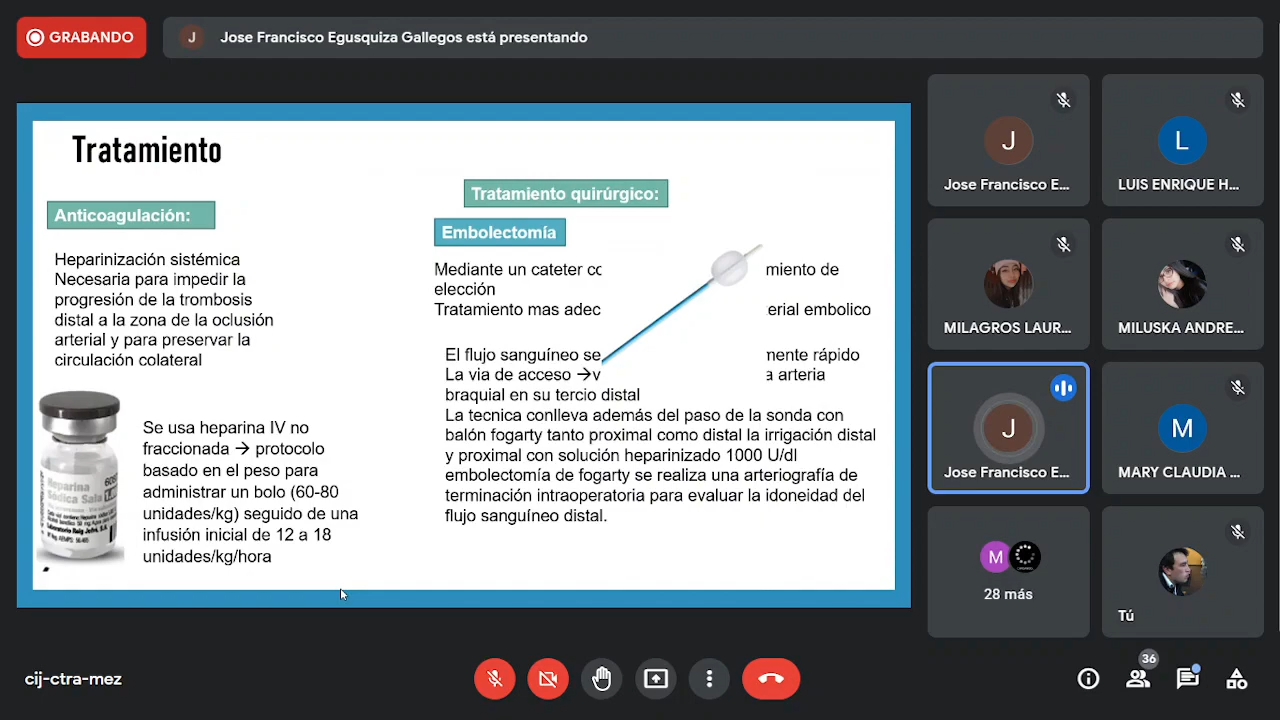 GRABANDO
J
Jose Francisco Egusquiza Gallegos está presentando
Tratamiento
Anticoagulación:
Heparinización sistémica
Necesaria para impedir la
progresión de la trombosis
distal a la zona de la oclusión
arterial y para preservar la
circulación colateral
Heparina
Sódica
Se usa heparina IV no
fraccionada → protocolo
basado en el peso para
administrar un bolo (60-80
unidades/kg) seguido de una
infusión inicial de 12 a 18
unidades/kg/hora
Tratamiento quirúrgico:
Embolectomía
Mediante un cateter miento de
elección
Tratamiento mas adec erial embolico
El flujo sanguíneo se mente rápido
La via de acceso → a arteria
braquial en su tercio distal
La tecnica conlleva además del paso de la sonda con
balón fogarty tanto proximal como distal la irrigación distal
y proximal con solución heparinizado 1000 U/dl
embolectomía de fogarty se realiza una arteriografía de
terminación intraoperatoria para evaluar la idoneidad del
flujo sanguíneo distal.
J
Jose Francisco E...
L
LUIS ENRIQUE H...
MILAGROS LAUR...
MILUSKA ANDRE...
J
Jose Francisco E...
M
MARY CLAUDIA ...
M
28 más
Tú
cij-ctra-mez
36